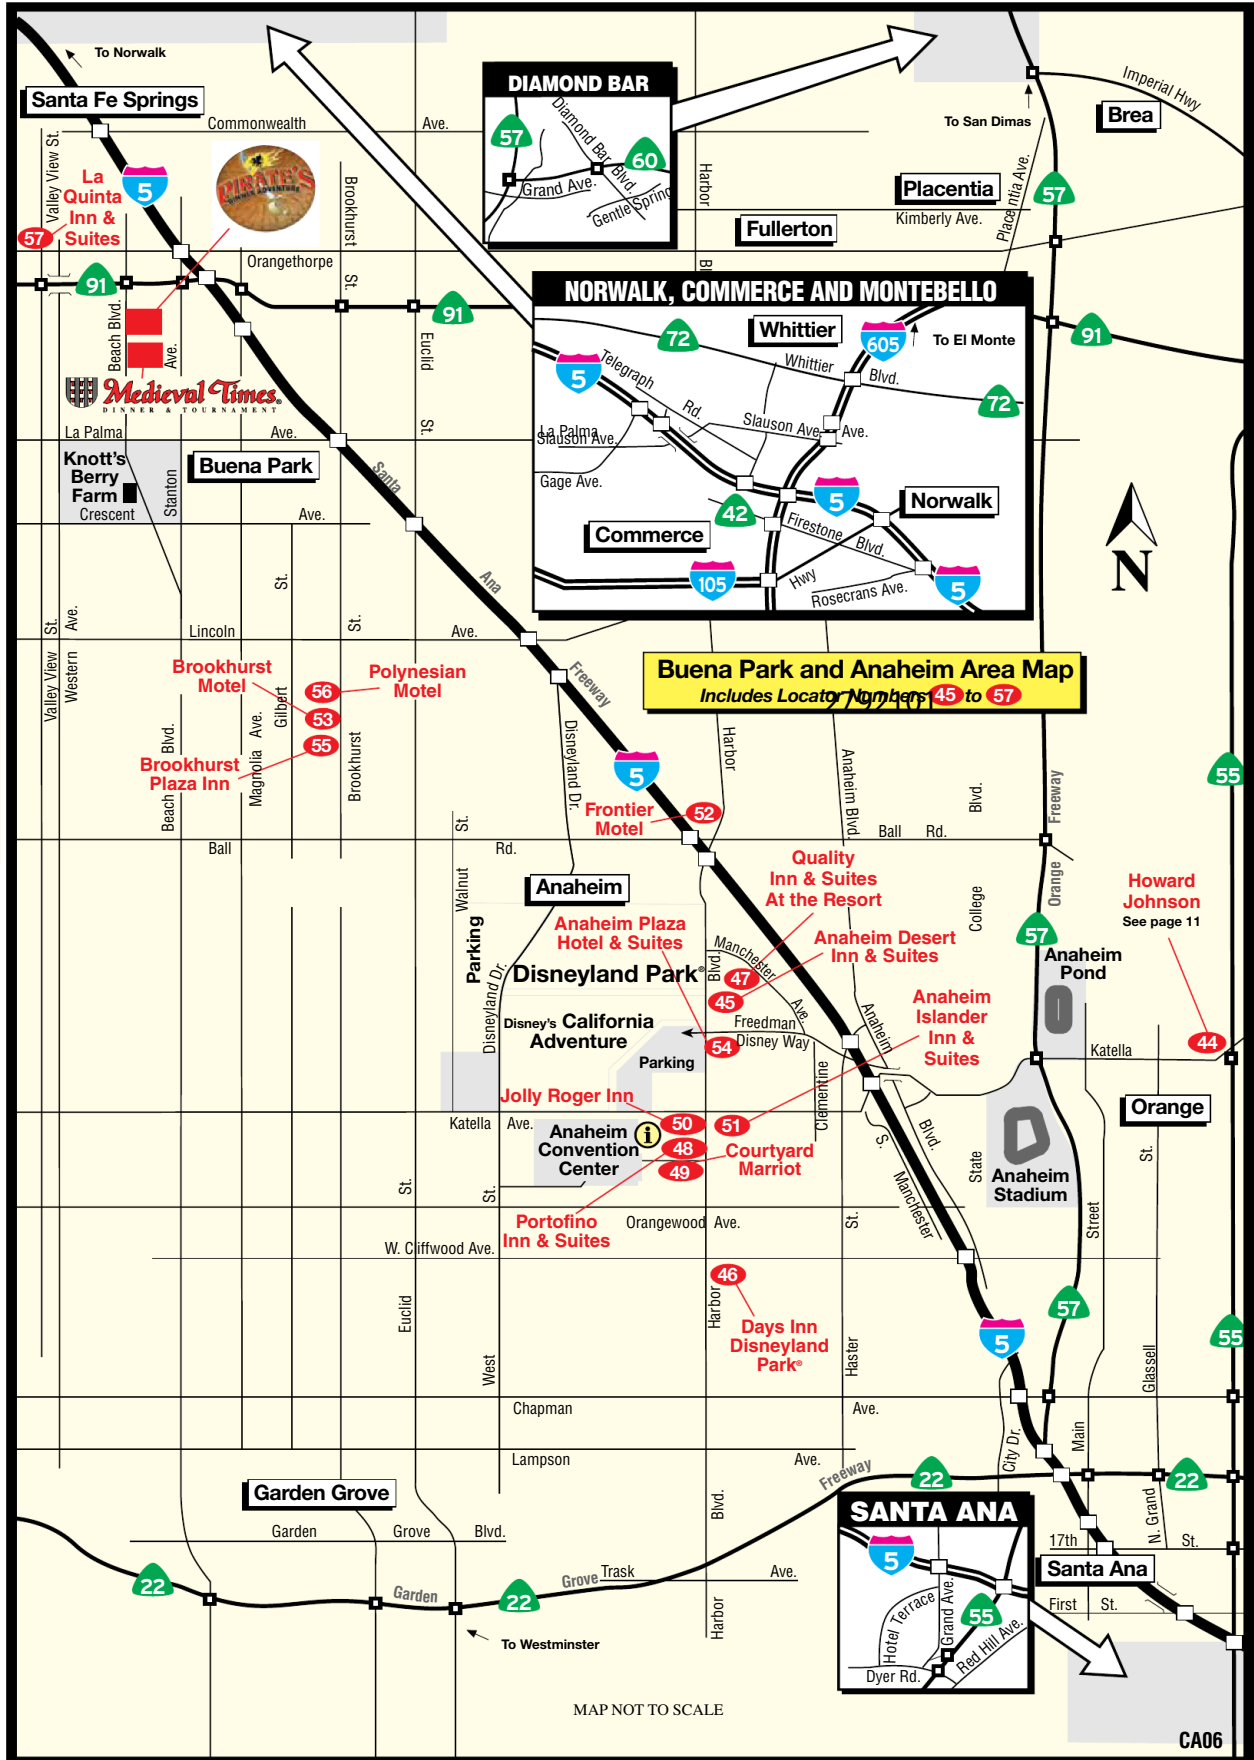 To Norwalk
Santa Fe Springs
Commonwealth
Ave.
DIAMOND BAR
57
Diamond Bar
Blvd.
60
Grand Ave.
Gentle Spring
Imperial Hwy
To San Dimas
Brea
Placentia
Placentia Ave.
57
Kimberly Ave.
Fullerton
Harbor
Bl
Valley View St.
La
Quinta
Inn &
Suites
57
5
PIRATE'S
DINNER ADVENTURE
Brookhurst
St.
Orangethorpe
91
91
91
Beach Blvd.
Ave.
Medieval Times
DINNER & TOURNAMENT
Euclid
St.
La Palma
Ave.
Knott's
Berry
Farm
Stanton
Buena Park
Crescent
Ave.
Santa
Ana
Freeway
NORWALK, COMMERCE AND MONTEBELLO
72
Whittier
605
To El Monte
5
Telegraph
Rd.
Whittier
Blvd.
72
La Palma
Slauson Ave.
Slauson Ave.
Ave.
Gage Ave.
42
5
Norwalk
Commerce
Firestone
Blvd.
105
Hwy
Rosecrans Ave.
5
N
St.
St.
Ave.
St.
Lincoln
Ave.
Valley View
Western
Brookhurst
Motel
Polynesian
Motel
56
53
55
Gilbert
Brookhurst
Plaza Inn
Beach Blvd.
Magnolia Ave.
Brookhurst
Buena Park and Anaheim Area Map
Includes Locator Numbers 45 to 57
2792101
Disneyland Dr.
5
Harbor
Anaheim Blvd.
Blvd.
Freeway
55
Frontier
Motel
52
Ball
Rd.
Ball
Rd.
St.
Walnut
Anaheim
Quality
Inn & Suites
At the Resort
College
Orange
Howard
Johnson
See page 11
57
Anaheim Plaza
Hotel & Suites
Anaheim Desert
Inn & Suites
Anaheim
Pond
Parking
Disneyland Park®
Blvd.
Manchester
Ave.
47
45
Disneyland Dr.
Disney's California
Adventure
Freedman
Disney Way
54
Parking
Anaheim
Anaheim
Islander
Inn &
Suites
Katella
44
Clementine
Jolly Roger Inn
Katella
Ave.
50
51
48
49
Anaheim
Convention
Center
i
Courtyard
Marriot
S.
Manchester
Blvd.
State
Anaheim
Stadium
Orange
St.
Street
St.
St.
Portofino
Inn & Suites
Orangewood
Ave.
St.
W. Cliffwood Ave.
46
Harbor
Days Inn
Disneyland
Park®
Euclid
West
Haster
57
5
55
Glassell
Chapman
Ave.
Lampson
Ave.
City Dr.
Main
Freeway
22
22
Garden Grove
Garden
Grove
Blvd.
Blvd.
SANTA ANA
5
Hotel Terrace
Grand Ave.
55
Red Hill Ave.
Dyer Rd.
N. Grand
17th
St.
Santa Ana
First
St.
22
Garden
22
Grove
Trask
Ave.
Harbor
To Westminster
MAP NOT TO SCALE
CA06